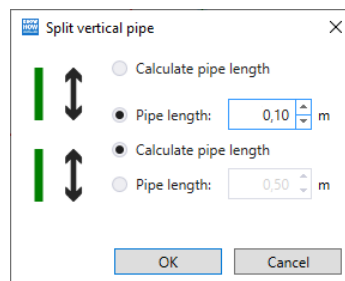 Split vertical pipe
Calculate pipe length
Pipe length: 0,10 m
Calculate pipe length
Pipe length: 0,50 m
OK Cancel